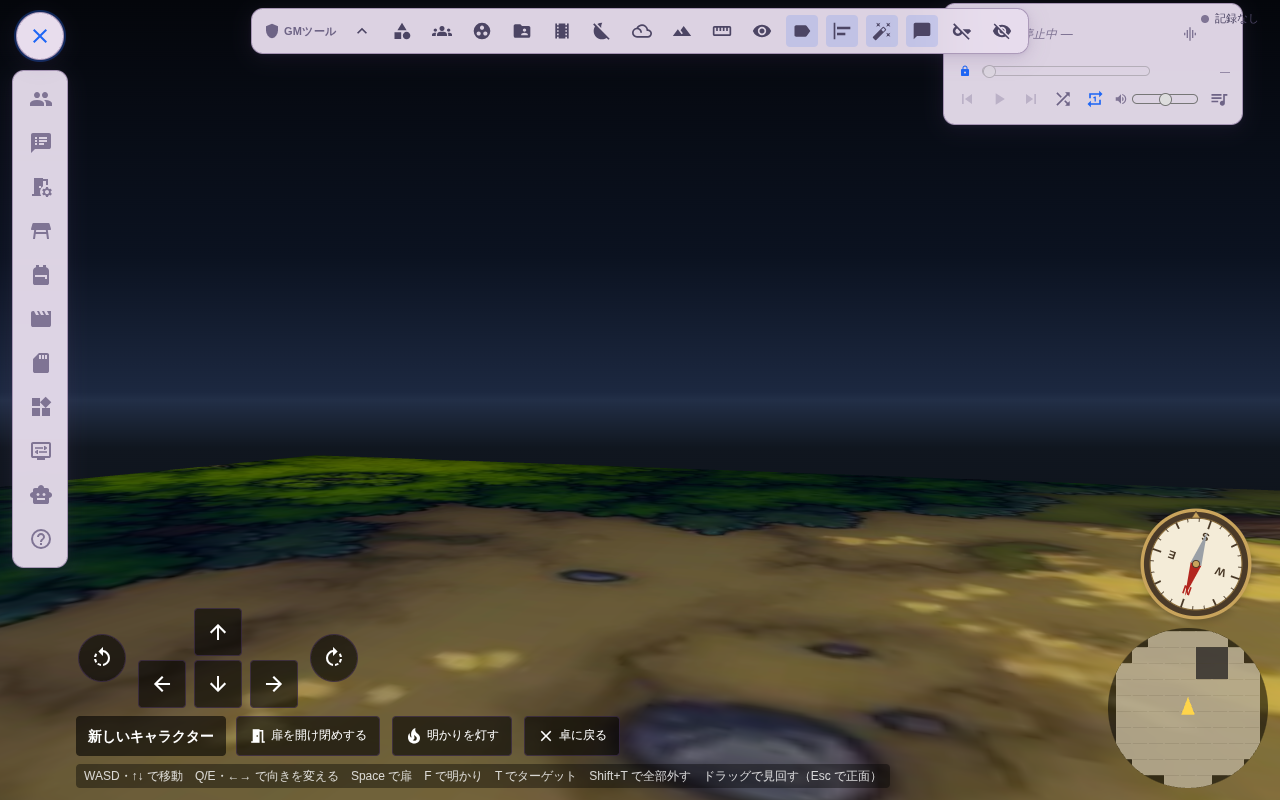 GMツール
記録なし
停止中 —
—
S
E
W
N
新しいキャラクター
扉を開け閉めする
明かりを灯す
卓に戻る
WASD・↑↓ で移動 Q/E・←→ で向きを変える Space で扉 F で明かり T でターゲット Shift+T で全部外す ドラッグで見回す（Esc で正面）